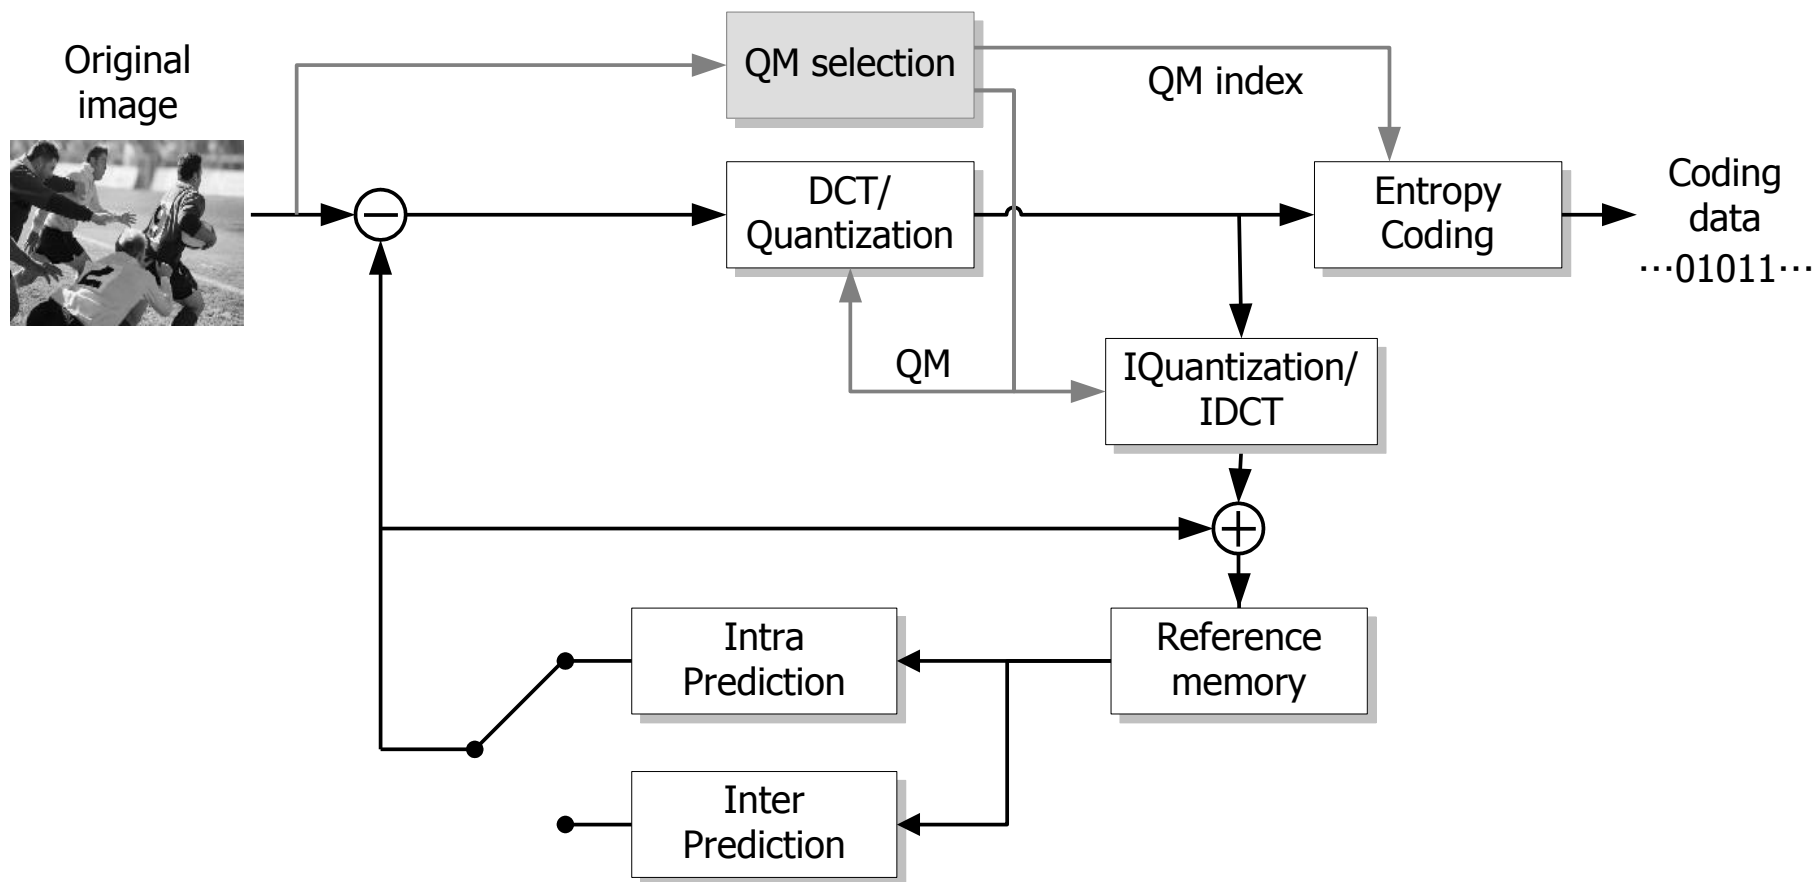 Original
image
QM selection
QM index
DCT/
Quantization
Entropy
Coding
Coding
data
···01011···
QM
IQuantization/
IDCT
Intra
Prediction
Reference
memory
Inter
Prediction